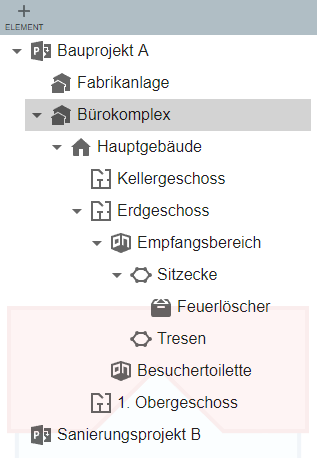 ELEMENT
Bauprojekt A
Fabrikanlage
Bürokomplex
Hauptgebäude
Kellergeschoss
Erdgeschoss
Empfangsbereich
Sitzecke
Feuerlöscher
Tresen
Besuchertoilette
1. Obergeschoss
Sanierungsprojekt B